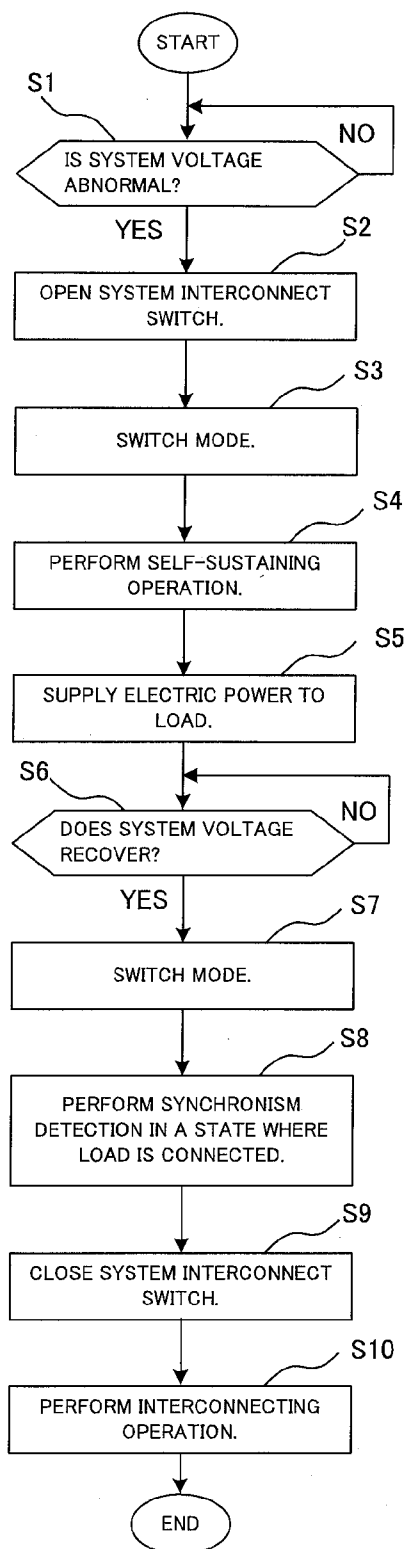 START
S1
NO
IS SYSTEM VOLTAGE
ABNORMAL?
YES
S2
OPEN SYSTEM INTERCONNECT
SWITCH.
S3
SWITCH MODE.
S4
PERFORM SELF-SUSTAINING
OPERATION.
S5
SUPPLY ELECTRIC POWER TO
LOAD.
S6
NO
DOES SYSTEM VOLTAGE
RECOVER?
YES
S7
SWITCH MODE.
S8
PERFORM SYNCHRONISM
DETECTION IN A STATE WHERE
LOAD IS CONNECTED.
S9
CLOSE SYSTEM INTERCONNECT
SWITCH.
S10
PERFORM INTERCONNECTING
OPERATION.
END